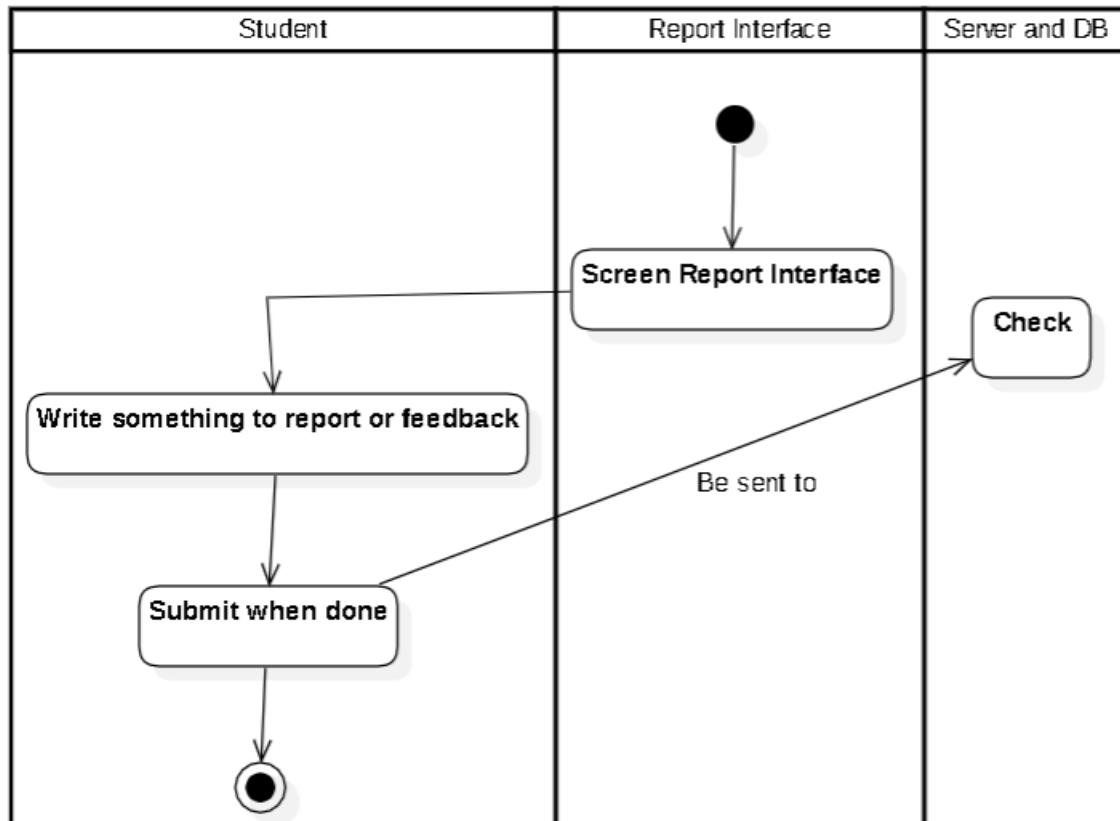 Student
Report Interface
Server and DB
Screen Report Interface
Check
Write something to report or feedback
Be sent to
Submit when done